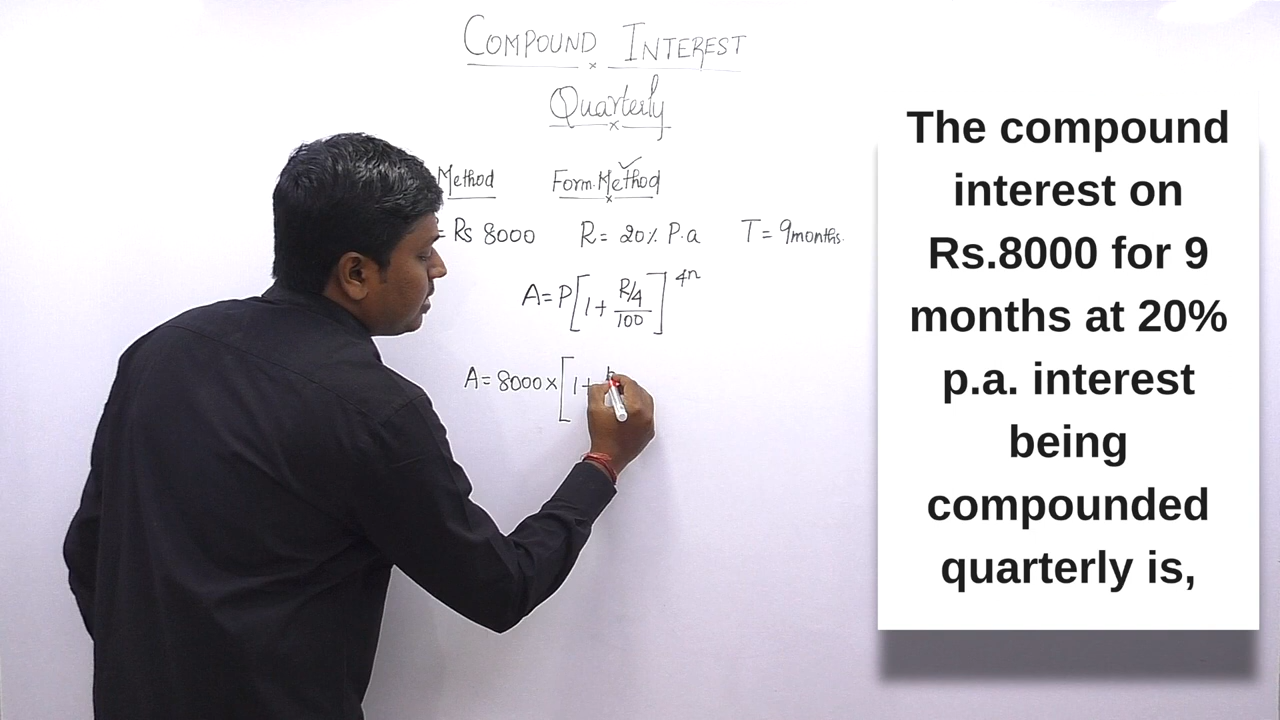 COMPOUND INTEREST
Quarterly
Method Form.Method
= Rs 8000 R = 20% P.a T = 9months.
A = P[1 + (R/4)/100]^4n
A = 8000 × [1 +
The compound
interest on
Rs.8000 for 9
months at 20%
p.a. interest
being
compounded
quarterly is,